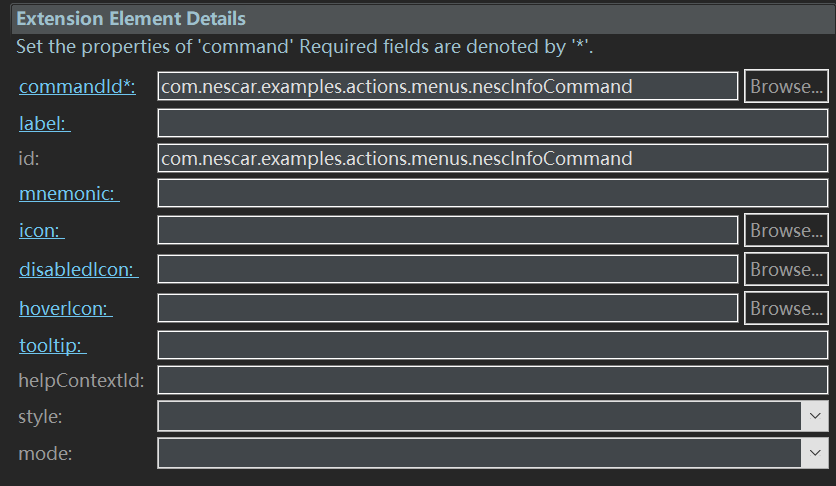 Extension Element Details
Set the properties of 'command' Required fields are denoted by '*'.
commandId*: com.nescar.examples.actions.menus.nescInfoCommand Browse...
label:
id: com.nescar.examples.actions.menus.nescInfoCommand
mnemonic:
icon: Browse...
disabledIcon: Browse...
hoverIcon: Browse...
tooltip:
helpContextId:
style:
mode: